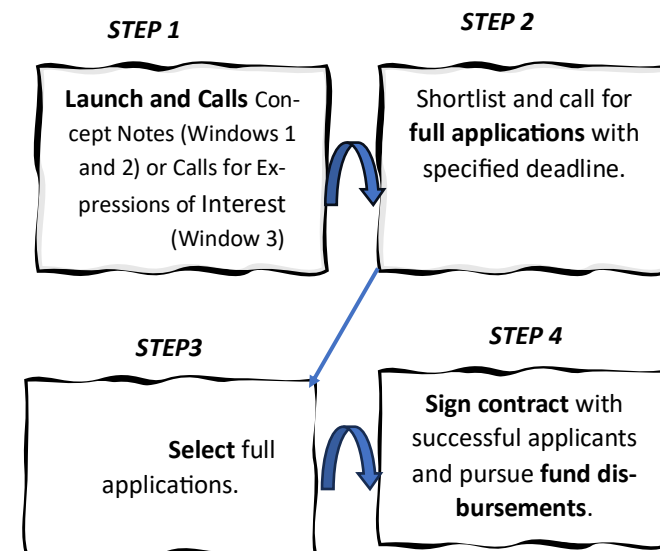 STEP 1
Launch and Calls Con-
cept Notes (Windows 1
and 2) or Calls for Ex-
pressions of Interest
(Window 3)
STEP 2
Shortlist and call for
full applications with
specified deadline.
STEP3
Select full
applications.
STEP 4
Sign contract with
successful applicants
and pursue fund dis-
bursements.